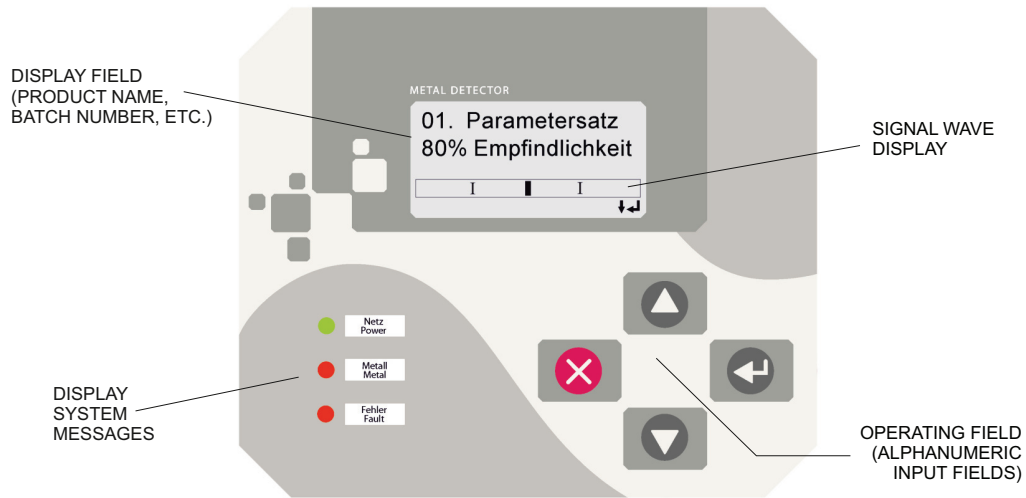 DISPLAY FIELD
(PRODUCT NAME,
BATCH NUMBER, ETC.)
METAL DETECTOR
01. Parametersatz
80% Empfindlichkeit
I I
SIGNAL WAVE
DISPLAY
Netz
Power
Metall
Metal
Fehler
Fault
DISPLAY
SYSTEM
MESSAGES
OPERATING FIELD
(ALPHANUMERIC
INPUT FIELDS)